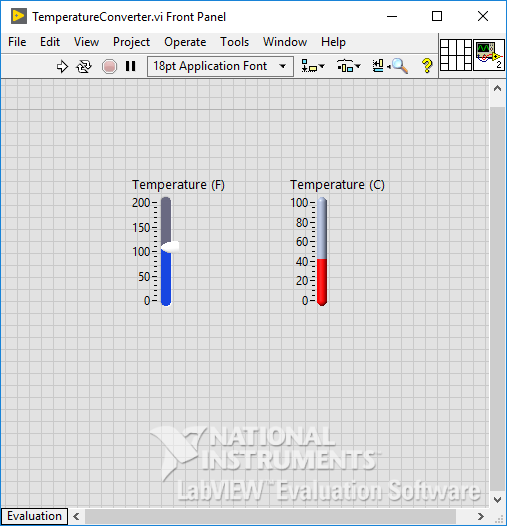 TemperatureConverter.vi Front Panel
File Edit View Project Operate Tools Window Help
18pt Application Font
2
Temperature (F)
200
150
100
50
0
Temperature (C)
100
80
60
40
20
0
NATIONAL
INSTRUMENTS™
LabVIEW™ Evaluation Software
Evaluation